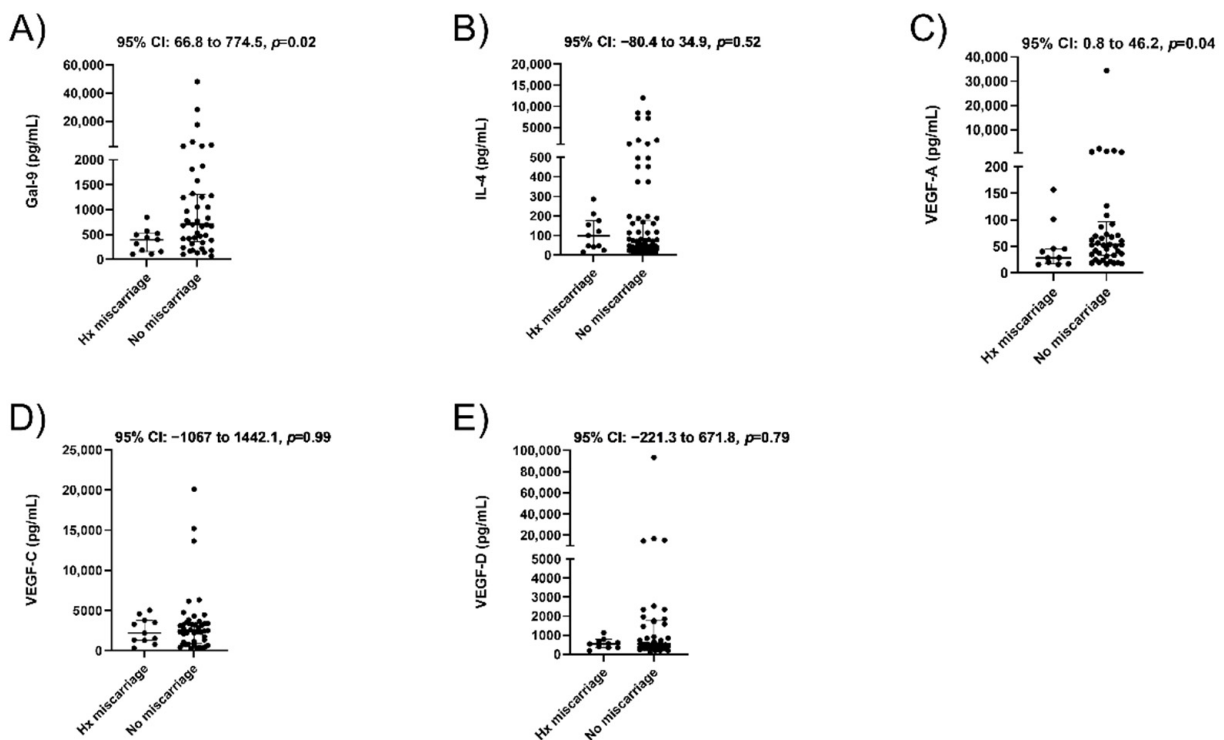 A)
95% CI: 66.8 to 774.5, p=0.02
Gal-9 (pg/mL)
60,000
40,000
20,000
2000
1500
1000
500
0
Hx miscarriage
No miscarriage
B)
95% CI: −80.4 to 34.9, p=0.52
IL-4 (pg/mL)
20,000
15,000
10,000
5000
500
400
300
200
100
0
Hx miscarriage
No miscarriage
C)
95% CI: 0.8 to 46.2, p=0.04
VEGF-A (pg/mL)
40,000
30,000
20,000
10,000
200
150
100
50
0
Hx miscarriage
No miscarriage
D)
95% CI: −1067 to 1442.1, p=0.99
VEGF-C (pg/mL)
25,000
20,000
15,000
10,000
5000
0
Hx miscarriage
No miscarriage
E)
95% CI: −221.3 to 671.8, p=0.79
VEGF-D (pg/mL)
100,000
80,000
60,000
40,000
20,000
5000
4000
3000
2000
1000
0
Hx miscarriage
No miscarriage